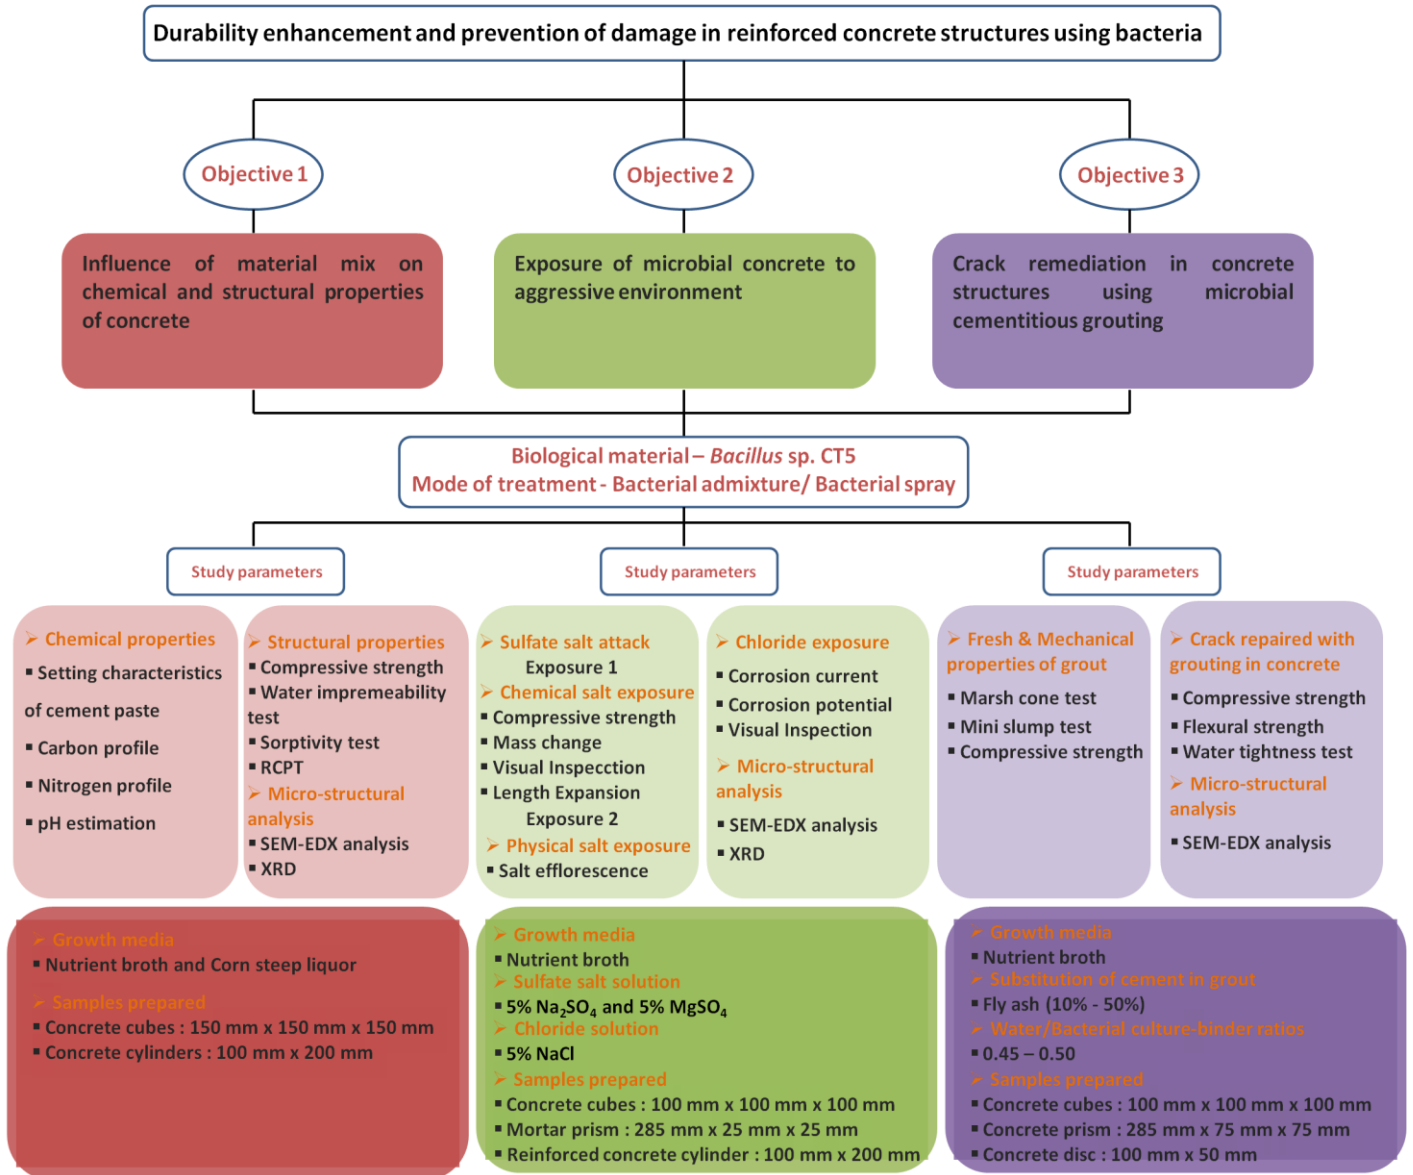 Durability enhancement and prevention of damage in reinforced concrete structures using bacteria
Objective 1
Objective 2
Objective 3
Influence of material mix on
chemical and structural properties
of concrete
Exposure of microbial concrete to
aggressive environment
Crack remediation in concrete
structures using microbial
cementitious grouting
Biological material – Bacillus sp. CT5
Mode of treatment - Bacterial admixture/ Bacterial spray
Study parameters
Study parameters
Study parameters
➢ Chemical properties
▪ Setting characteristics
of cement paste
▪ Carbon profile
▪ Nitrogen profile
▪ pH estimation
➢ Structural properties
▪ Compressive strength
▪ Water impremeability
test
▪ Sorptivity test
▪ RCPT
➢ Micro-structural
analysis
▪ SEM-EDX analysis
▪ XRD
➢ Sulfate salt attack
Exposure 1
➢ Chemical salt exposure
▪ Compressive strength
▪ Mass change
▪ Visual Inspecction
▪ Length Expansion
Exposure 2
➢ Physical salt exposure
▪ Salt efflorescence
➢ Chloride exposure
▪ Corrosion current
▪ Corrosion potential
▪ Visual Inspection
➢ Micro-structural
analysis
▪ SEM-EDX analysis
▪ XRD
➢ Fresh & Mechanical
properties of grout
▪ Marsh cone test
▪ Mini slump test
▪ Compressive strength
➢ Crack repaired with
grouting in concrete
▪ Compressive strength
▪ Flexural strength
▪ Water tightness test
➢ Micro-structural
analysis
▪ SEM-EDX analysis
➢ Growth media
▪ Nutrient broth and Corn steep liquor
➢ Samples prepared
▪ Concrete cubes : 150 mm x 150 mm x 150 mm
▪ Concrete cylinders : 100 mm x 200 mm
➢ Growth media
▪ Nutrient broth
➢ Sulfate salt solution
▪ 5% Na₂SO₄ and 5% MgSO₄
➢ Chloride solution
▪ 5% NaCl
➢ Samples prepared
▪ Concrete cubes : 100 mm x 100 mm x 100 mm
▪ Mortar prism : 285 mm x 25 mm x 25 mm
▪ Reinforced concrete cylinder : 100 mm x 200 mm
➢ Growth media
▪ Nutrient broth
➢ Substitution of cement in grout
▪ Fly ash (10% - 50%)
➢ Water/Bacterial culture-binder ratios
▪ 0.45 – 0.50
➢ Samples prepared
▪ Concrete cubes : 100 mm x 100 mm x 100 mm
▪ Concrete prism : 285 mm x 75 mm x 75 mm
▪ Concrete disc : 100 mm x 50 mm